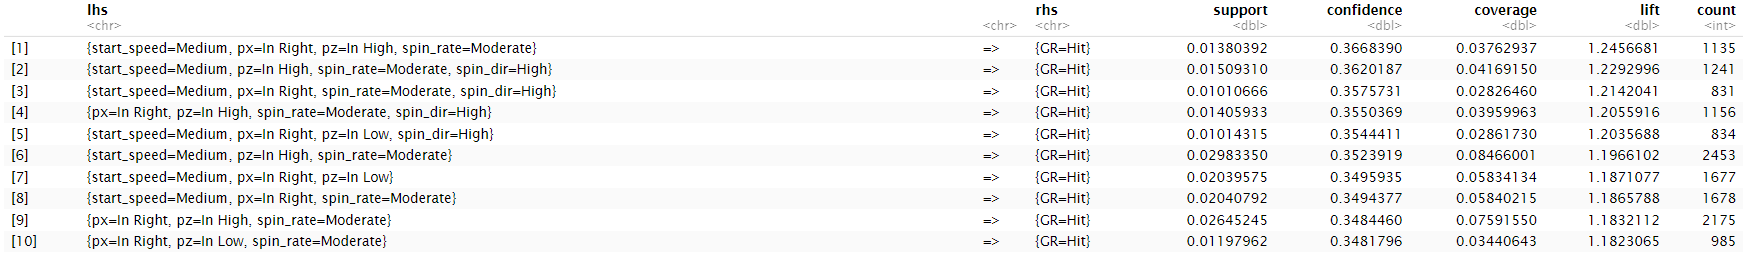 lhs rhs support confidence coverage lift count
<chr> <chr> <chr> <dbl> <dbl> <dbl> <dbl> <int>
[1] {start_speed=Medium, px=In Right, pz=In High, spin_rate=Moderate} => {GR=Hit} 0.01380392 0.3668390 0.03762937 1.2456681 1135
[2] {start_speed=Medium, pz=In High, spin_rate=Moderate, spin_dir=High} => {GR=Hit} 0.01509310 0.3620187 0.04169150 1.2292996 1241
[3] {start_speed=Medium, px=In Right, spin_rate=Moderate, spin_dir=High} => {GR=Hit} 0.01010666 0.3575731 0.02826460 1.2142041 831
[4] {px=In Right, pz=In High, spin_rate=Moderate, spin_dir=High} => {GR=Hit} 0.01405933 0.3550369 0.03959963 1.2055916 1156
[5] {start_speed=Medium, px=In Right, pz=In Low, spin_dir=High} => {GR=Hit} 0.01014315 0.3544411 0.02861730 1.2035688 834
[6] {start_speed=Medium, pz=In High, spin_rate=Moderate} => {GR=Hit} 0.02983350 0.3523919 0.08466001 1.1966102 2453
[7] {start_speed=Medium, px=In Right, pz=In Low} => {GR=Hit} 0.02039575 0.3495935 0.05834134 1.1871077 1677
[8] {start_speed=Medium, px=In Right, spin_rate=Moderate} => {GR=Hit} 0.02040792 0.3494377 0.05840215 1.1865788 1678
[9] {px=In Right, pz=In High, spin_rate=Moderate} => {GR=Hit} 0.02645245 0.3484460 0.07591550 1.1832112 2175
[10] {px=In Right, pz=In Low, spin_rate=Moderate} => {GR=Hit} 0.01197962 0.3481796 0.03440643 1.1823065 985